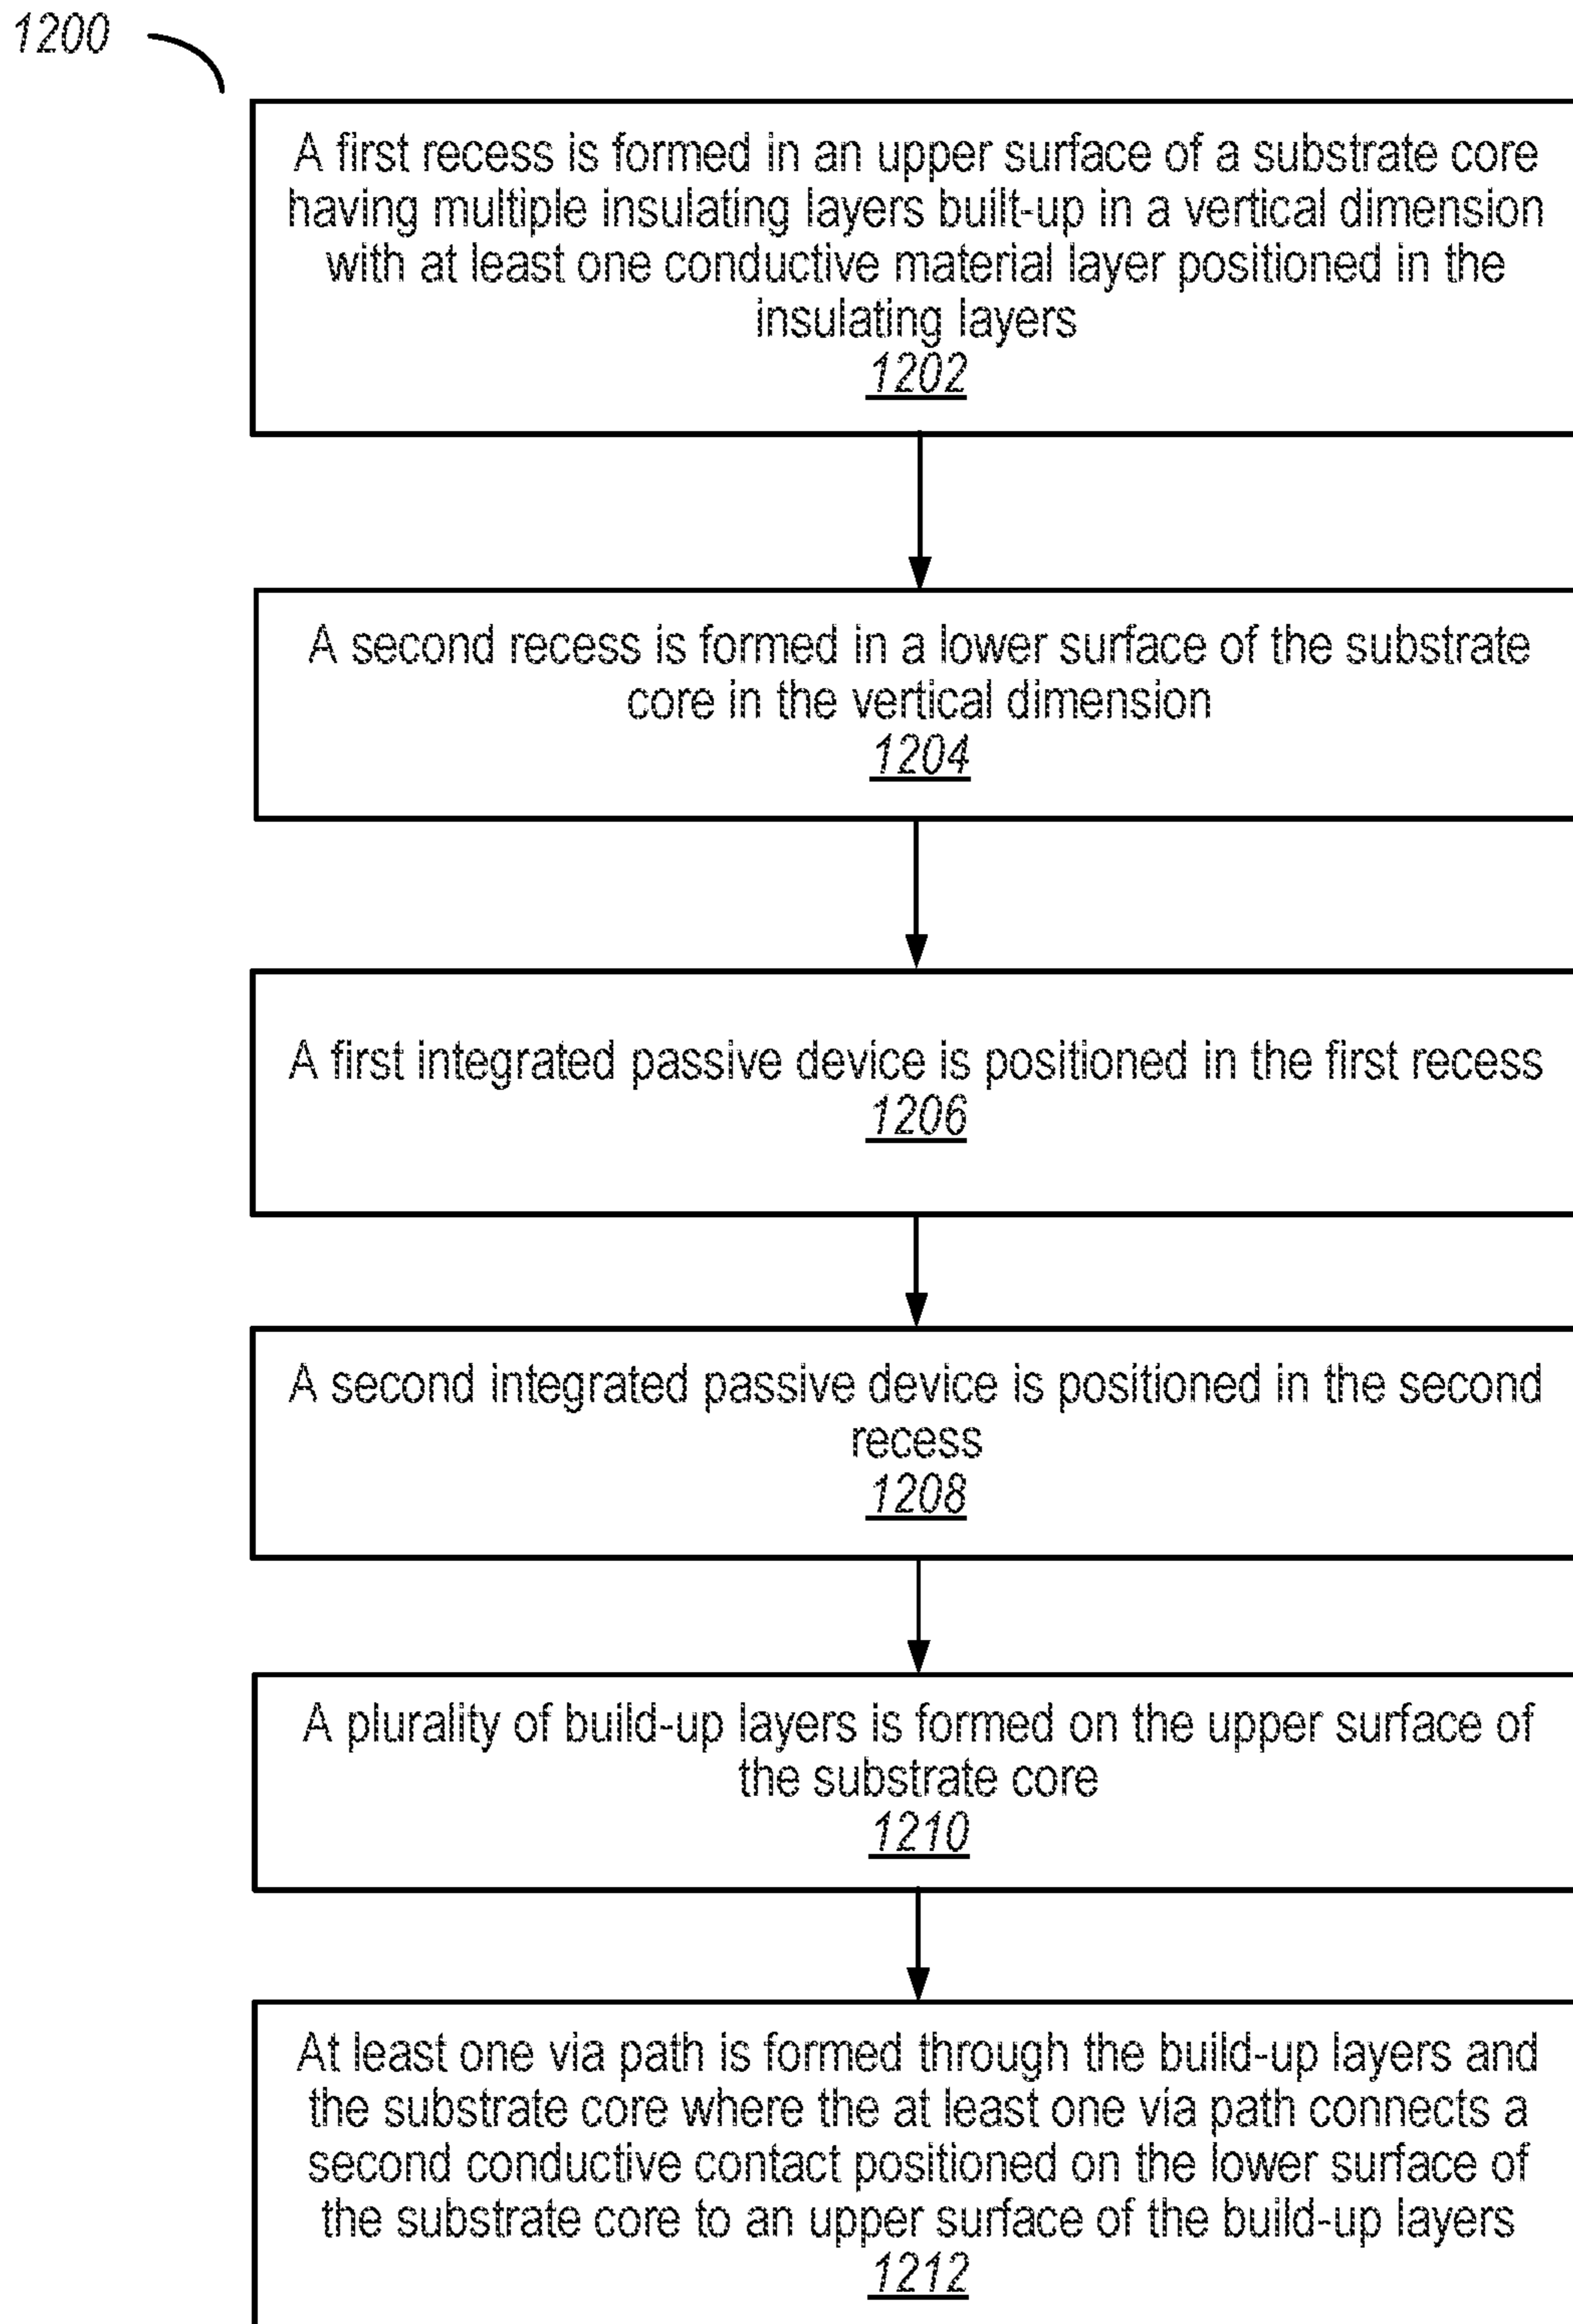 1200
A first recess is formed in an upper surface of a substrate core
having multiple insulating layers built-up in a vertical dimension
with at least one conductive material layer positioned in the
insulating layers
1202
A second recess is formed in a lower surface of the substrate
core in the vertical dimension
1204
A first integrated passive device is positioned in the first recess
1206
A second integrated passive device is positioned in the second
recess
1208
A plurality of build-up layers is formed on the upper surface of
the substrate core
1210
At least one via path is formed through the build-up layers and
the substrate core where the at least one via path connects a
second conductive contact positioned on the lower surface of
the substrate core to an upper surface of the build-up layers
1212